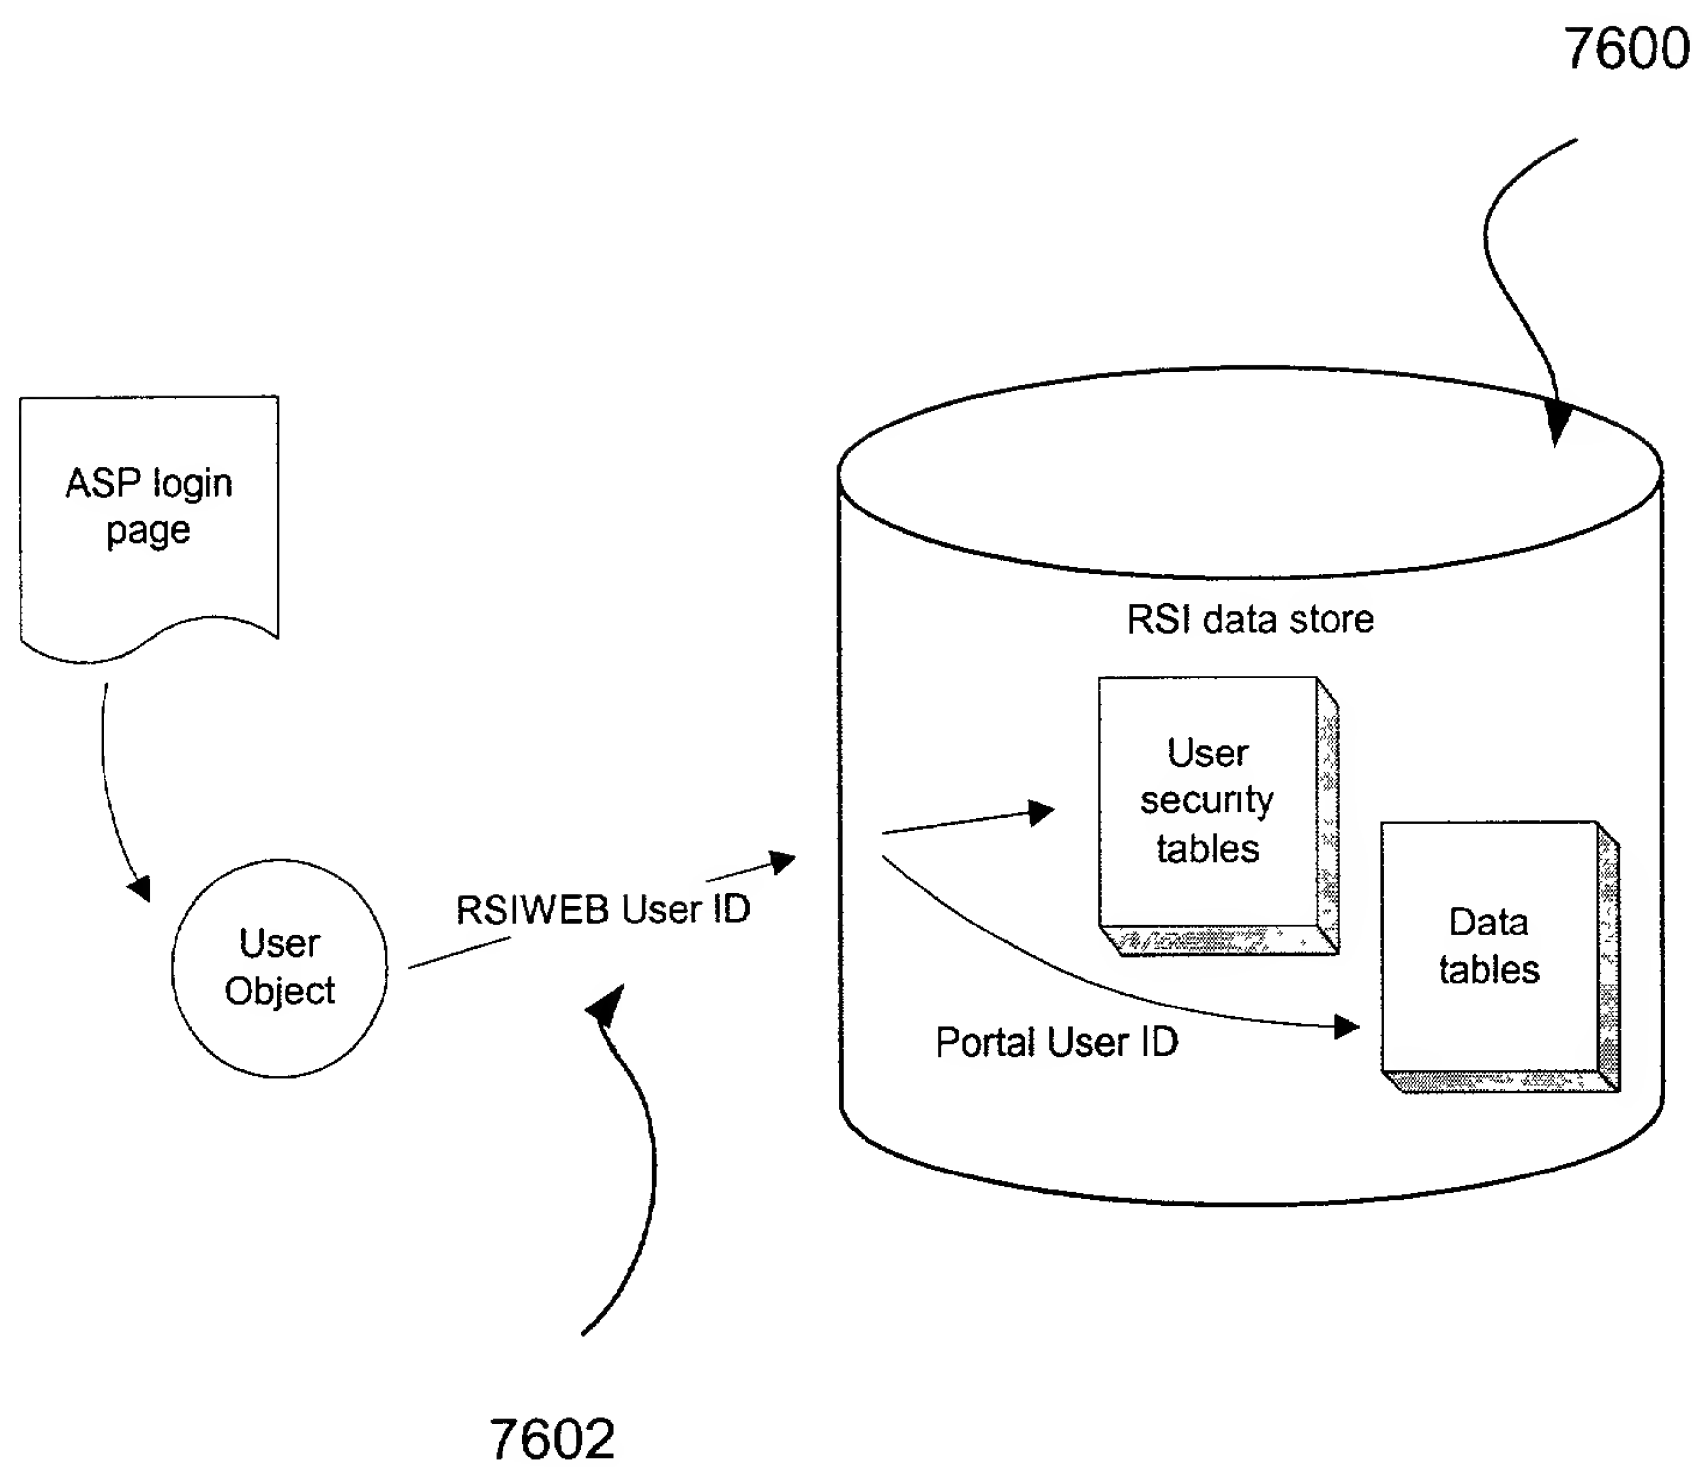 7600
ASP login
page
RSI data store
User
security
tables
Data
tables
RSIWEB User ID
User
Object
Portal User ID
7602